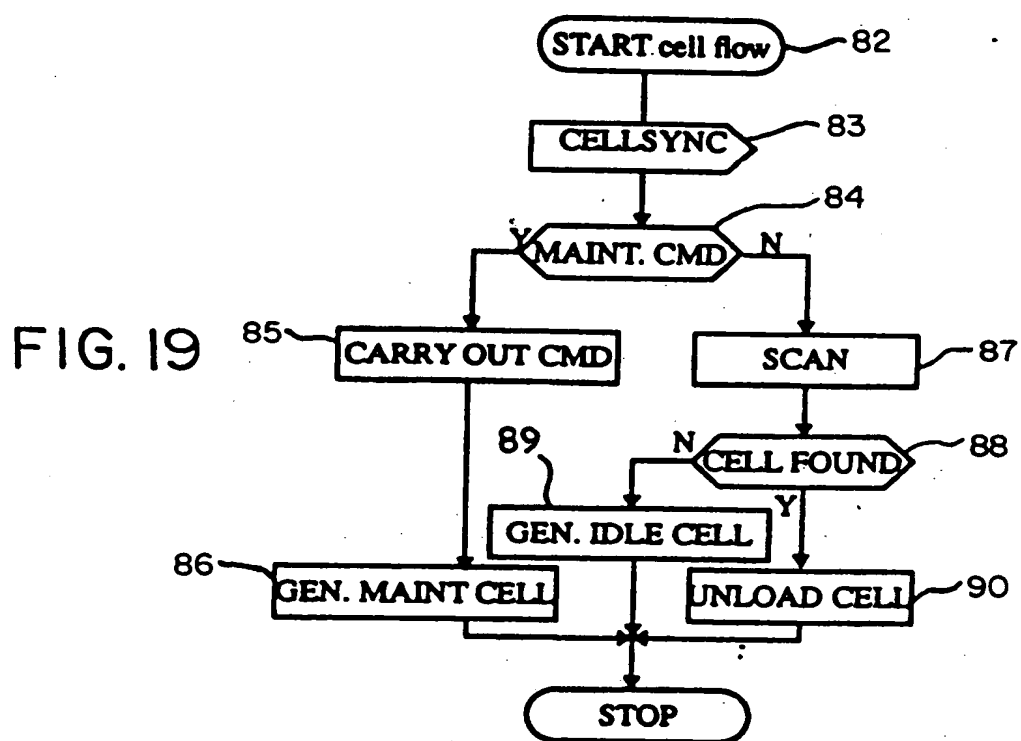 START cell flow
82
CELLSYNC
83
84
Y
MAINT. CMD
N
FIG. 19
85
CARRY OUT CMD
SCAN
87
89
N
CELL FOUND
88
Y
GEN. IDLE CELL
86
GEN. MAINT CELL
UNLOAD CELL
90
STOP